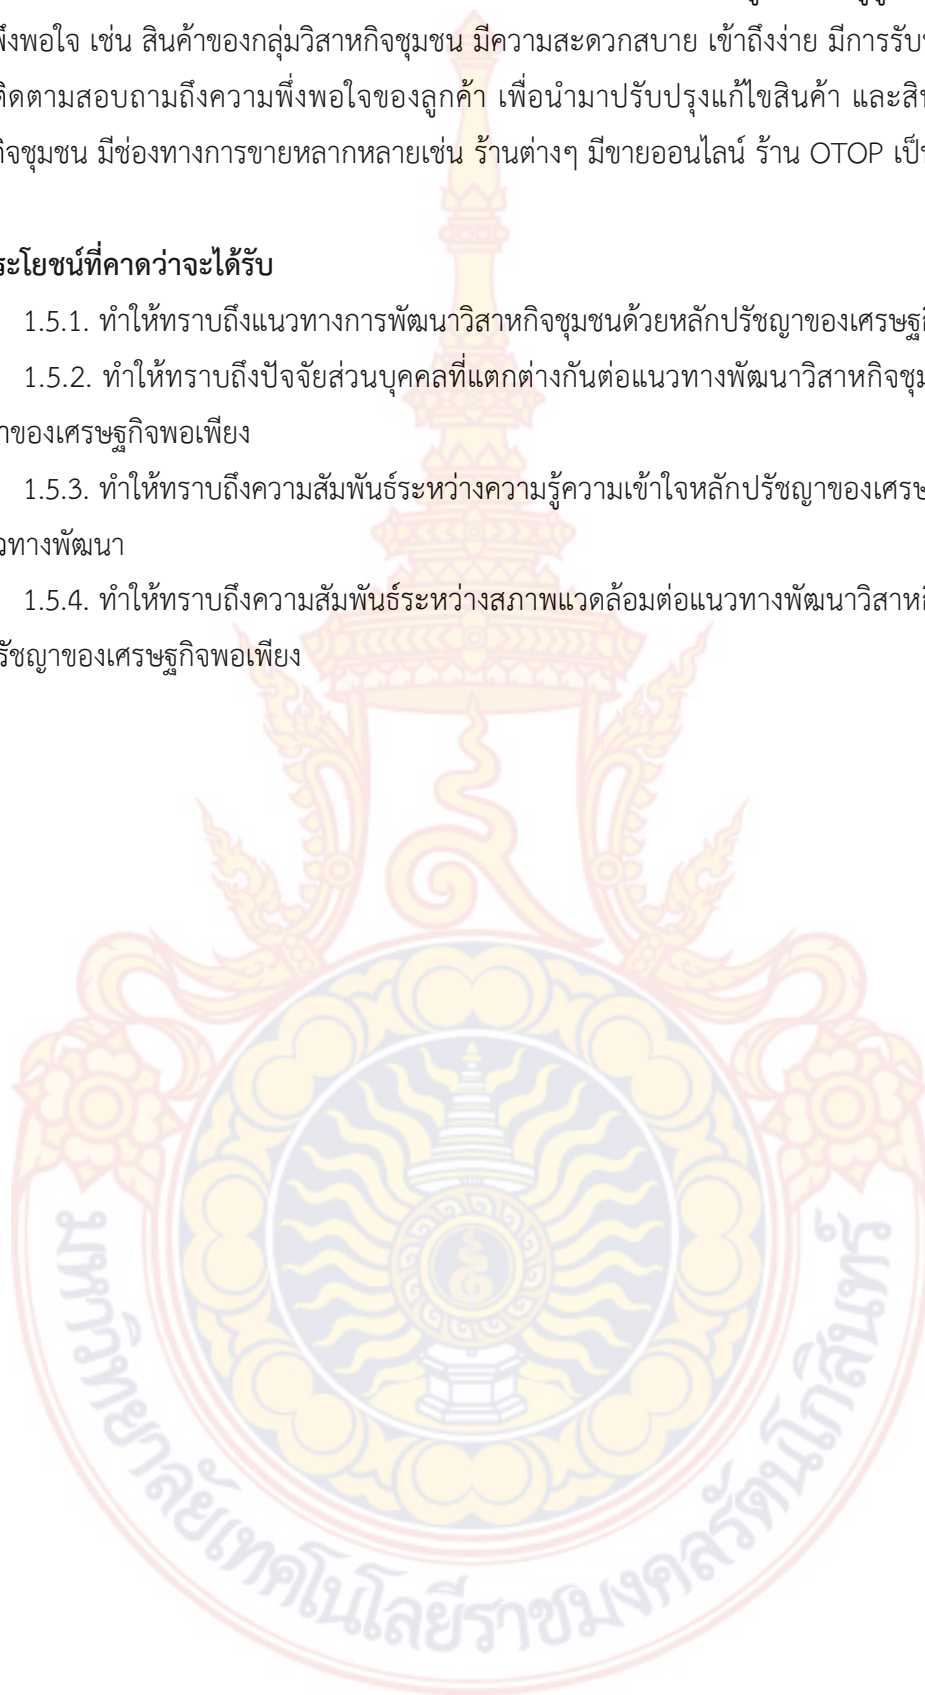 พึงพอใจ เช่น สินค้าของกลุ่มวิสาหกิจชุมชน มีความสะดวกสบาย เข้าถึงง่าย มีการรับ
ติดตามสอบถามถึงความพึ่งพอใจของลูกค้า เพื่อนำมาปรับปรุงแก้ไขสินค้า และสิน
กิจชุมชน มีช่องทางการขายหลากหลายเช่น ร้านต่างๆ มีขายออนไลน์ ร้าน OTOP เป็น
ระโยชน์ที่คาดว่าจะได้รับ
1.5.1. ทำให้ทราบถึงแนวทางการพัฒนาวิสาหกิจชุมชนด้วยหลักปรัชญาของเศรษฐกิ
1.5.2. ทำให้ทราบถึงปัจจัยส่วนบุคคลที่แตกต่างกันต่อแนวทางพัฒนาวิสาหกิจชุม
าของเศรษฐกิจพอเพียง
1.5.3. ทำให้ทราบถึงความสัมพันธ์ระหว่างความรู้ความเข้าใจหลักปรัชญาของเศรษ
วทางพัฒนา
1.5.4. ทำให้ทราบถึงความสัมพันธ์ระหว่างสภาพแวดล้อมต่อแนวทางพัฒนาวิสาหกิ
รัชญาของเศรษฐกิจพอเพียง
มหาวิทยาลัยเทคโนโลยีราชมงคลรัตนโกสินทร์